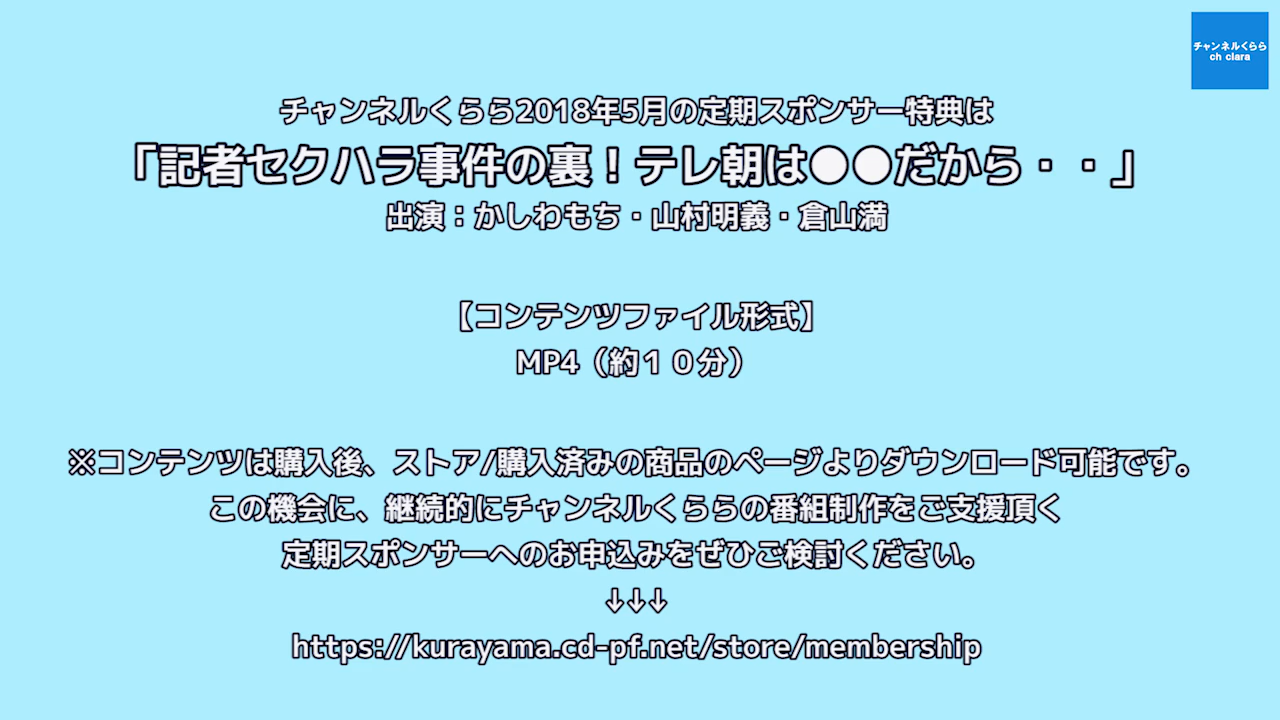 チャンネルくらら
ch clara
チャンネルくらら2018年5月の定期スポンサー特典は
「記者セクハラ事件の裏！テレ朝は●●だから・・」
出演：かしわもち・山村明義・倉山満
【コンテンツファイル形式】
MP4（約１０分）
※コンテンツは購入後、ストア/購入済みの商品のページよりダウンロード可能です。
この機会に、継続的にチャンネルくららの番組制作をご支援頂く
定期スポンサーへのお申込みをぜひご検討ください。
↓↓↓
https://kurayama.cd-pf.net/store/membership